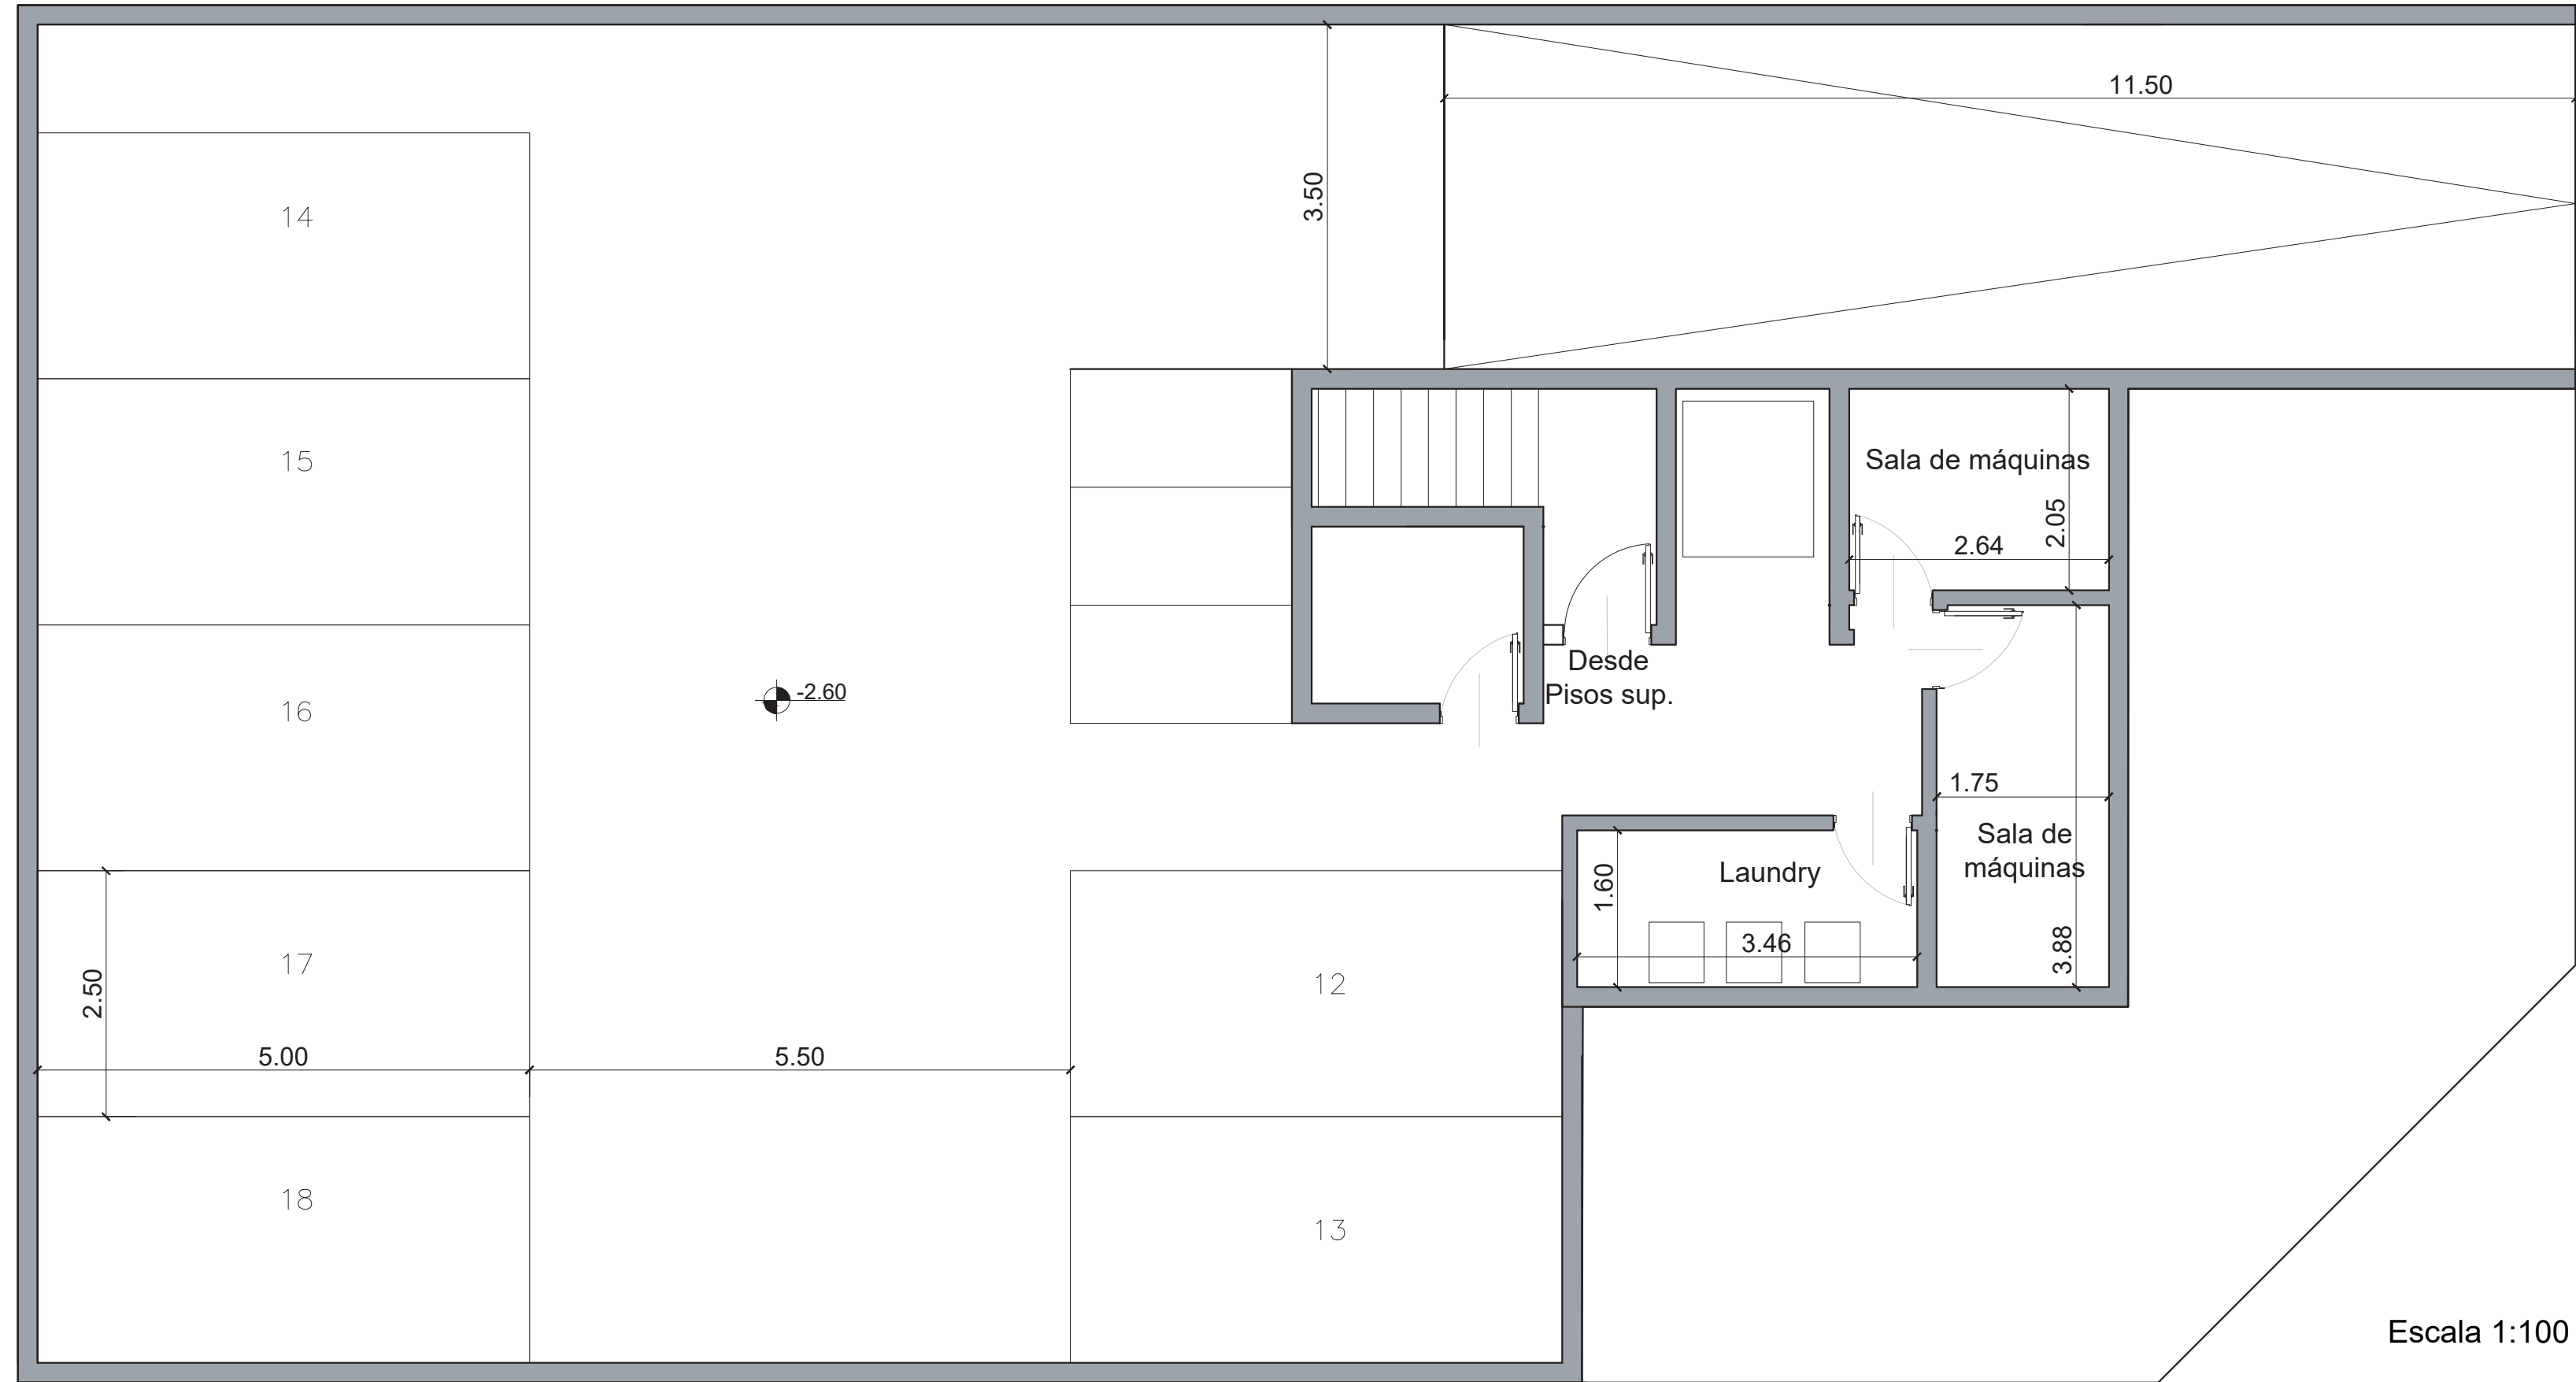 11.50
3.50
14
15
Sala de máquinas
2.05
2.64
Desde
Pisos sup.
-2.60
16
1.75
Sala de
máquinas
Laundry
1.60
3.46
3.88
17
2.50
12
5.00
5.50
18
13
Escala 1:100